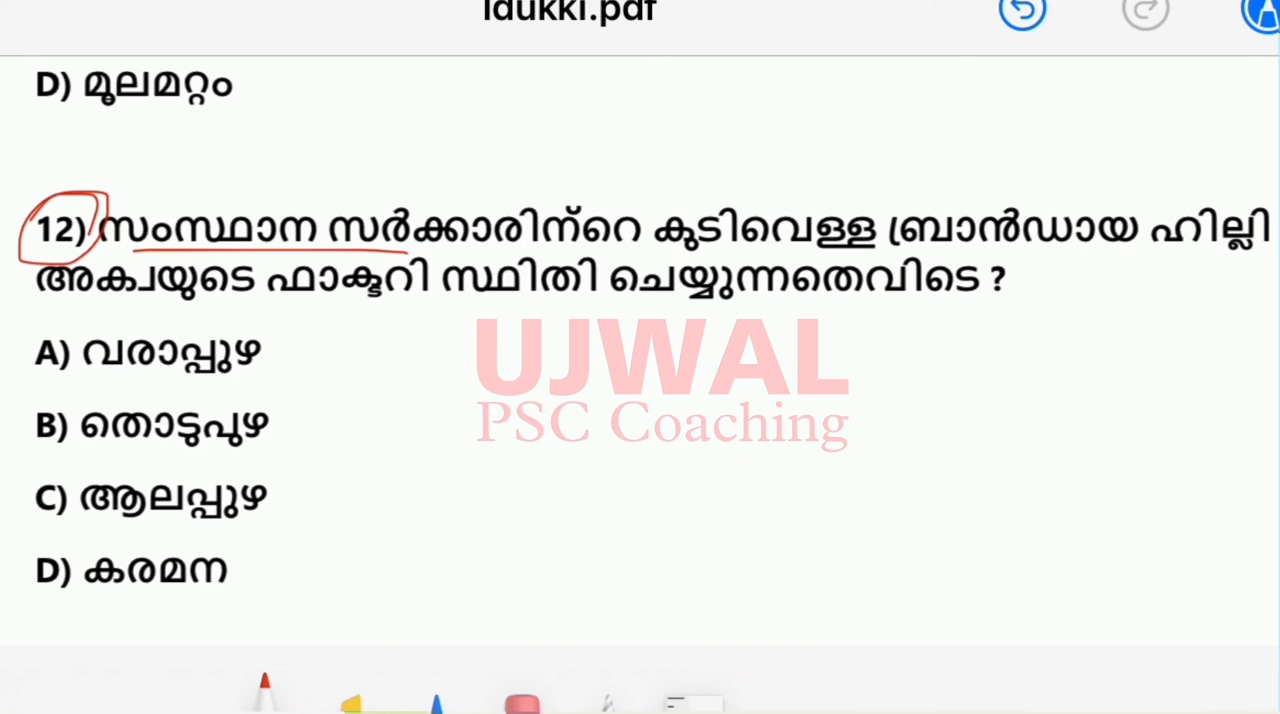 Idukki.pdf
D) മൂലമറ്റം
12) സംസ്ഥാന സർക്കാരിന്റെ കുടിവെള്ള ബ്രാൻഡായ ഹില്ലി
അക്വയുടെ ഫാക്ടറി സ്ഥിതി ചെയ്യുന്നതെവിടെ ?
UJWAL
PSC Coaching
A) വരാപ്പുഴ
B) തൊടുപുഴ
C) ആലപ്പുഴ
D) കരമന